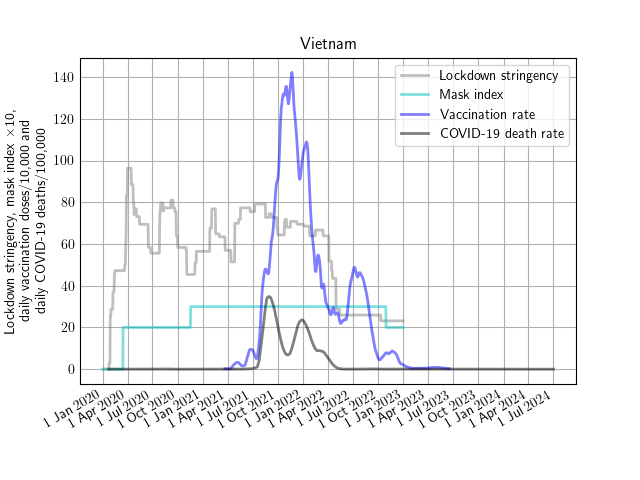 Vietnam
Lockdown stringency, mask index ×10,
daily vaccination doses/10,000 and
daily COVID-19 deaths/100,000
140
120
100
80
60
40
20
0
Lockdown stringency
Mask index
Vaccination rate
COVID-19 death rate
1 Jan 2020
1 Apr 2020
1 Jul 2020
1 Oct 2020
1 Jan 2021
1 Apr 2021
1 Jul 2021
1 Oct 2021
1 Jan 2022
1 Apr 2022
1 Jul 2022
1 Oct 2022
1 Jan 2023
1 Apr 2023
1 Jul 2023
1 Oct 2023
1 Jan 2024
1 Apr 2024
1 Jul 2024